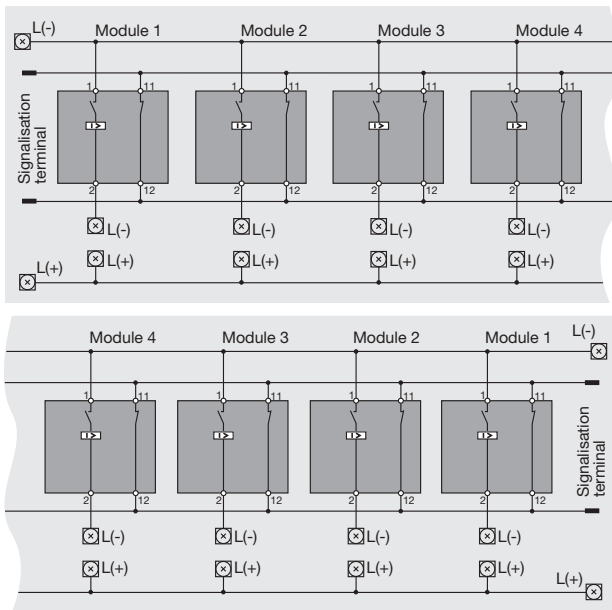 L(-) Module 1 Module 2 Module 3 Module 4
1 11 1 11 1 11 1 11
Signalisation
terminal
I> I> I> I>
2 12 2 12 2 12 2 12
L(-) L(-) L(-) L(-)
L(+) L(+) L(+) L(+)
L(+)
Module 4 Module 3 Module 2 Module 1 L(-)
1 11 1 11 1 11 1 11
I> I> I> I>
Signalisation
terminal
2 12 2 12 2 12 2 12
L(-) L(-) L(-) L(-)
L(+) L(+) L(+) L(+)
L(+)